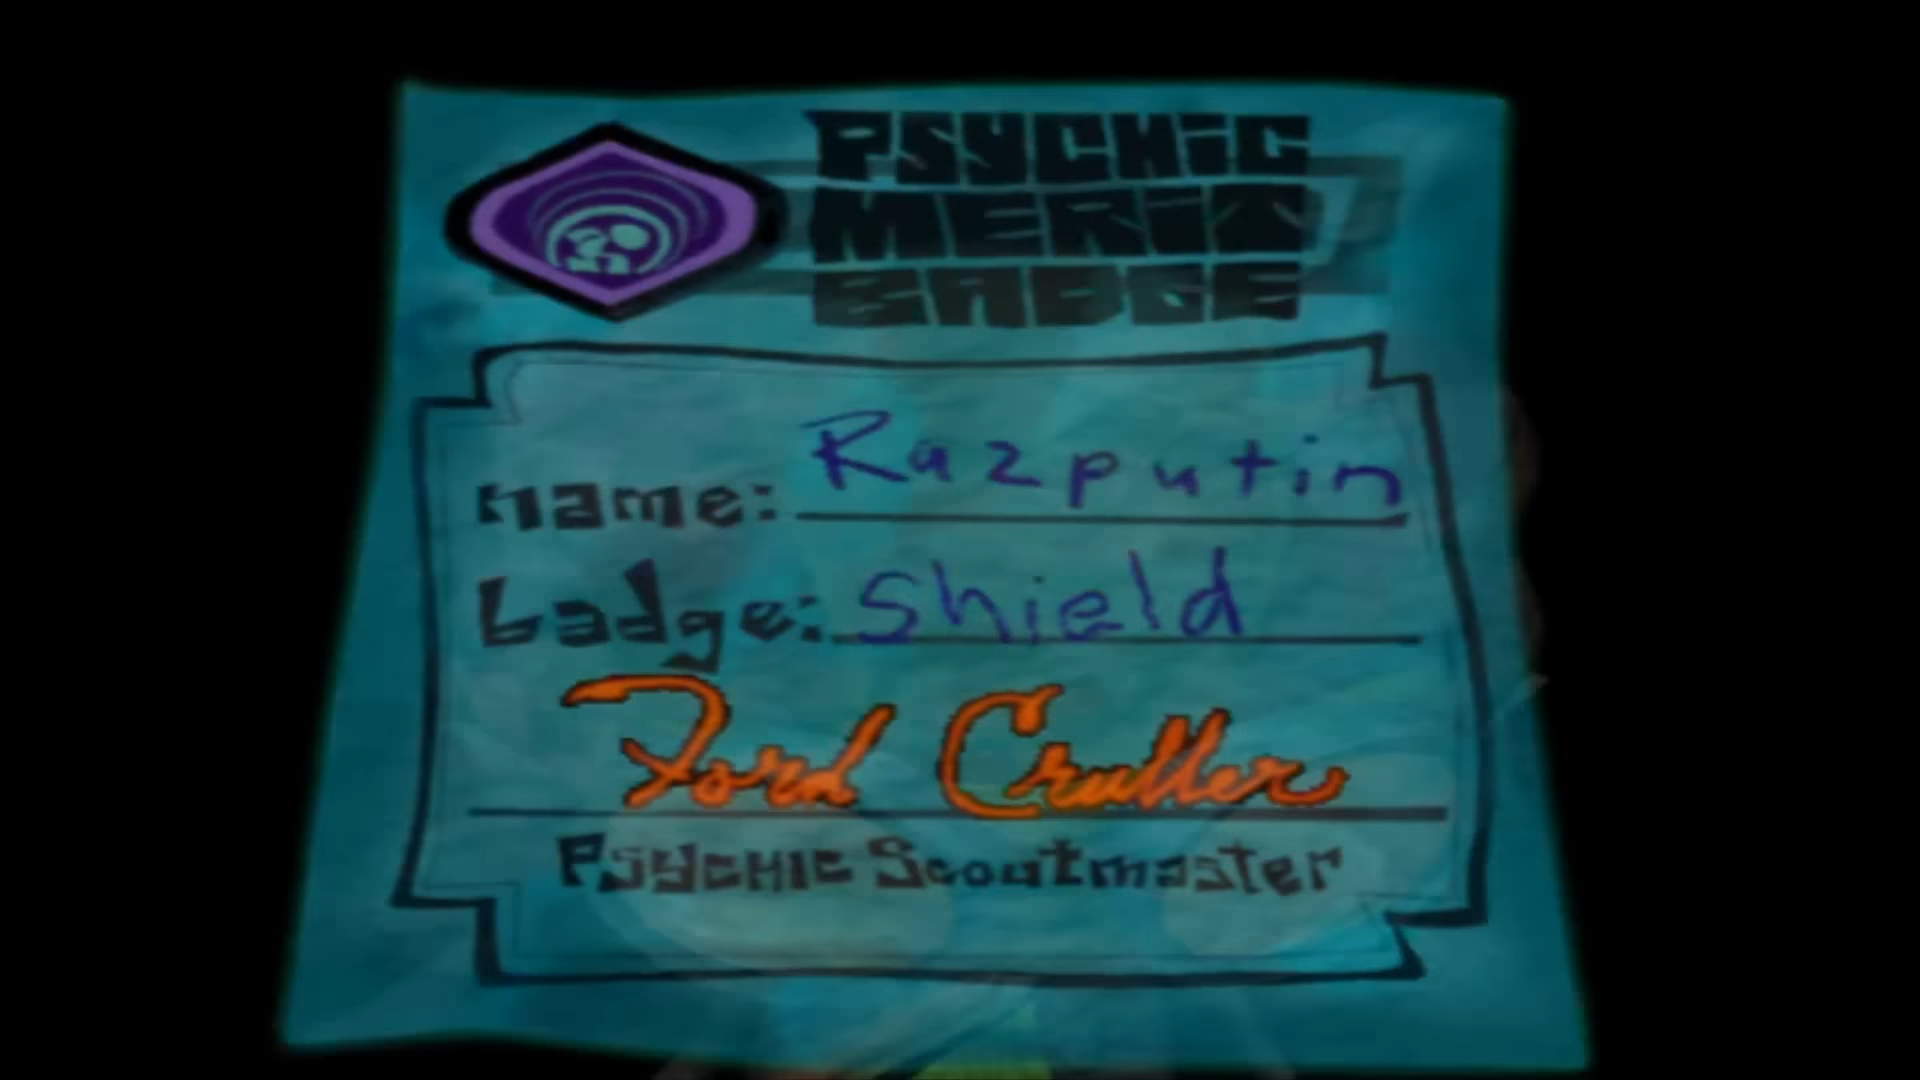 PSYCHIC
MERIT
BADGE
name: Razputin
badge: Shield
Ford Cruller
Psychic Scoutmaster